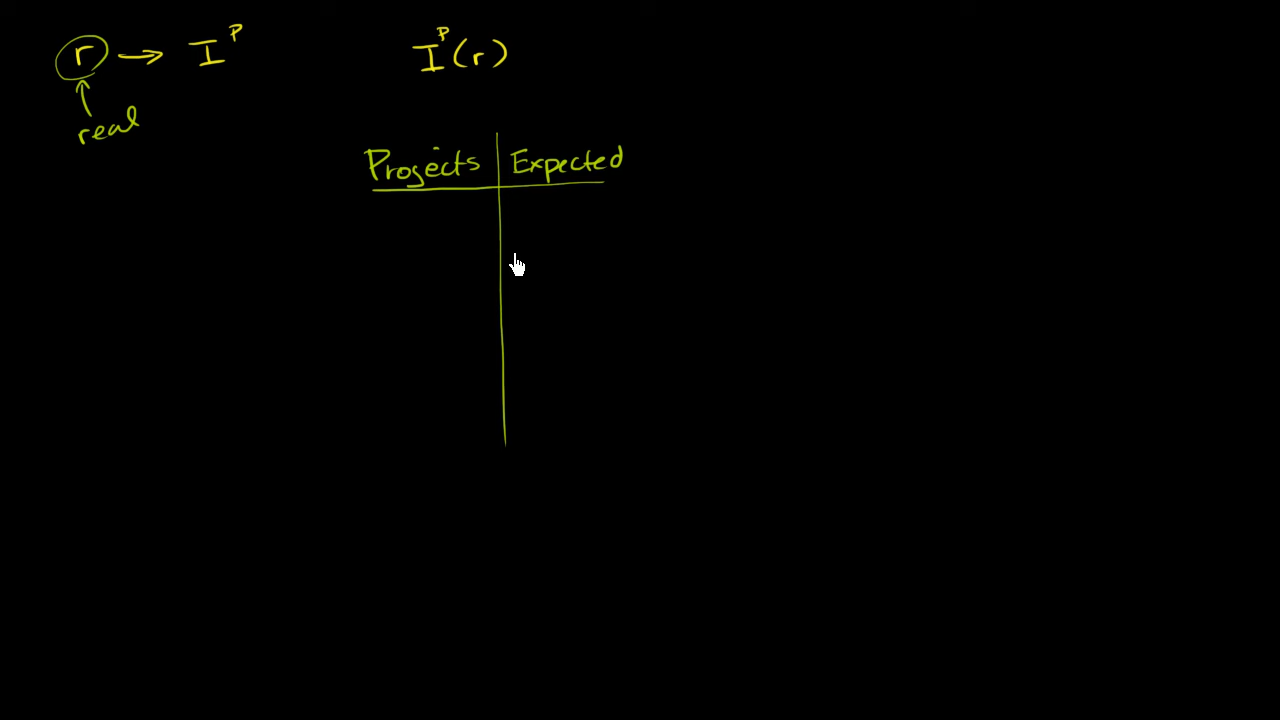 r → I^P
I^P(r)
real
Projects Expected